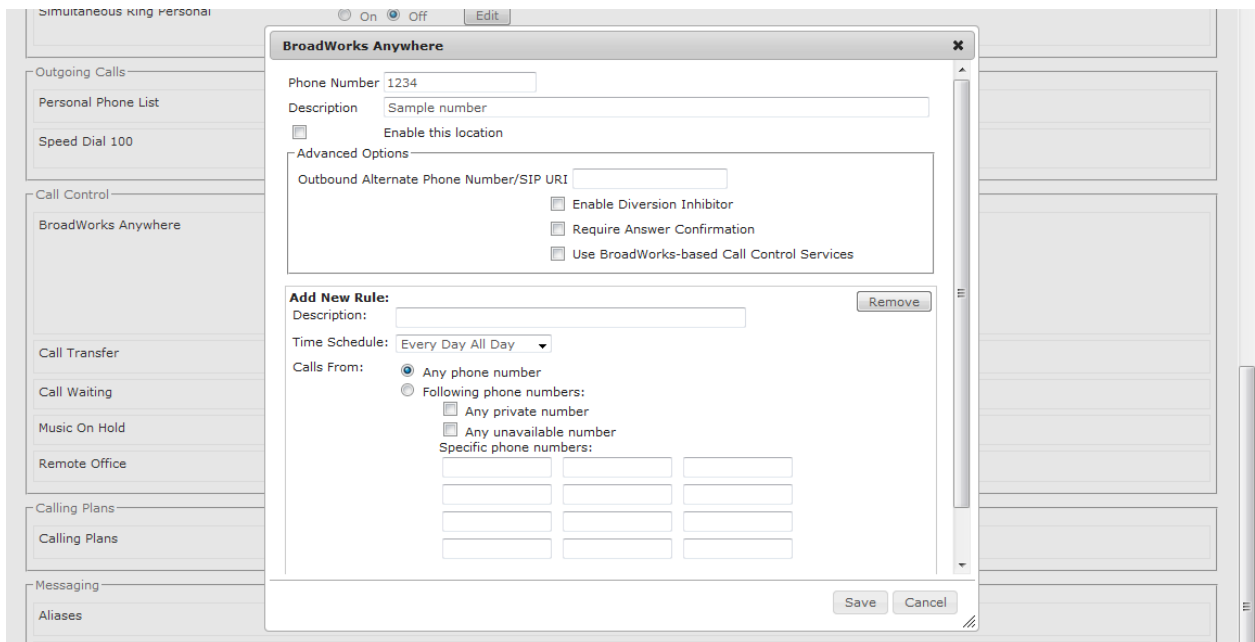 Simultaneous Ring Personal
On Off Edit
BroadWorks Anywhere
Phone Number 1234
Description Sample number
Enable this location
Advanced Options
Outbound Alternate Phone Number/SIP URI
Enable Diversion Inhibitor
Require Answer Confirmation
Use BroadWorks-based Call Control Services
Add New Rule:
Remove
Description:
Time Schedule: Every Day All Day
Calls From: Any phone number
Following phone numbers:
Any private number
Any unavailable number
Specific phone numbers:
Save Cancel
Outgoing Calls
Personal Phone List
Speed Dial 100
Call Control
BroadWorks Anywhere
Call Transfer
Call Waiting
Music On Hold
Remote Office
Calling Plans
Calling Plans
Messaging
Aliases